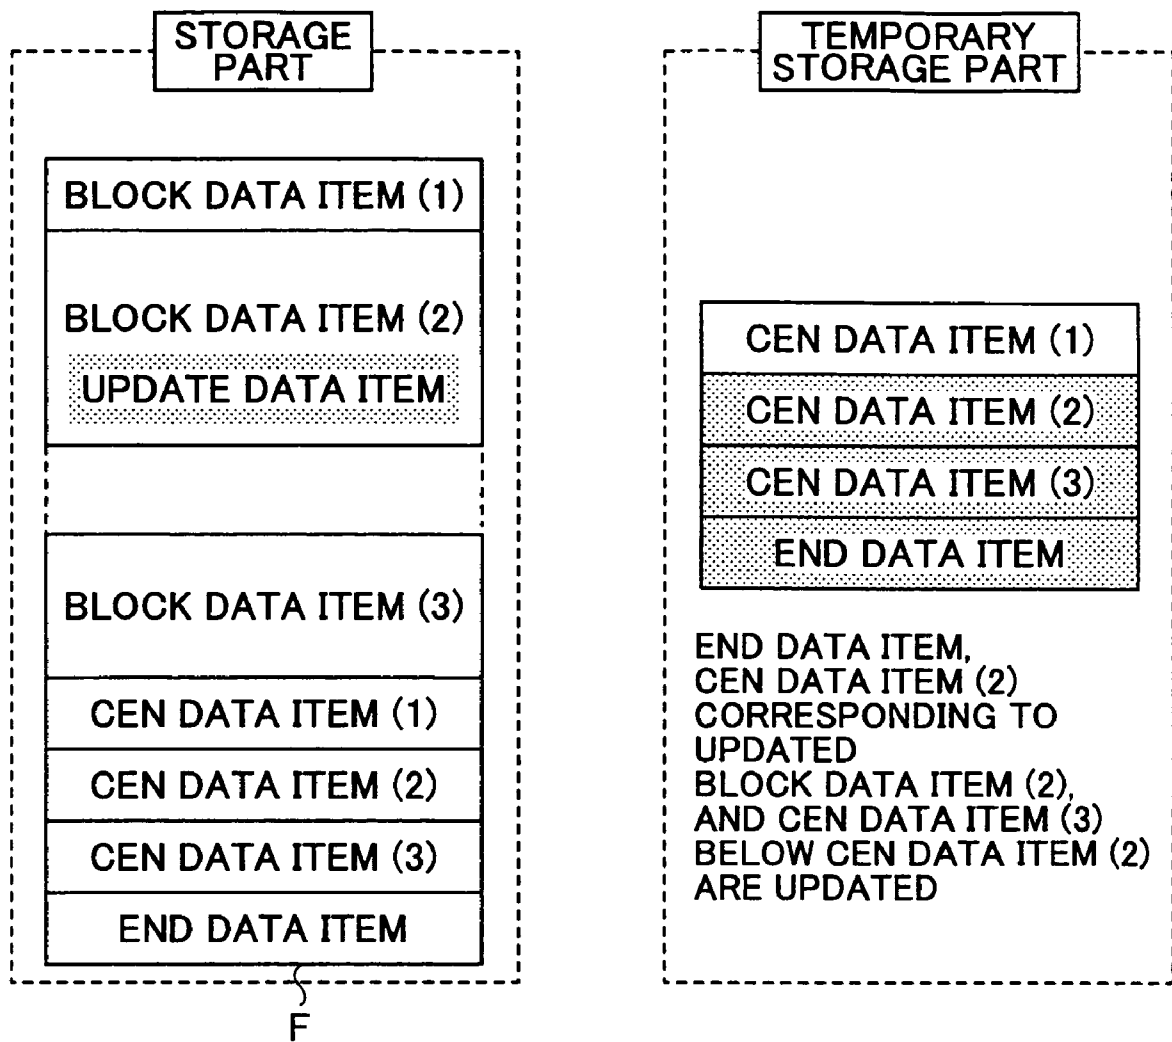 STORAGE
PART
BLOCK DATA ITEM (1)
BLOCK DATA ITEM (2)
UPDATE DATA ITEM
BLOCK DATA ITEM (3)
CEN DATA ITEM (1)
CEN DATA ITEM (2)
CEN DATA ITEM (3)
END DATA ITEM
F
TEMPORARY
STORAGE PART
CEN DATA ITEM (1)
CEN DATA ITEM (2)
CEN DATA ITEM (3)
END DATA ITEM
END DATA ITEM,
CEN DATA ITEM (2)
CORRESPONDING TO
UPDATED
BLOCK DATA ITEM (2),
AND CEN DATA ITEM (3)
BELOW CEN DATA ITEM (2)
ARE UPDATED